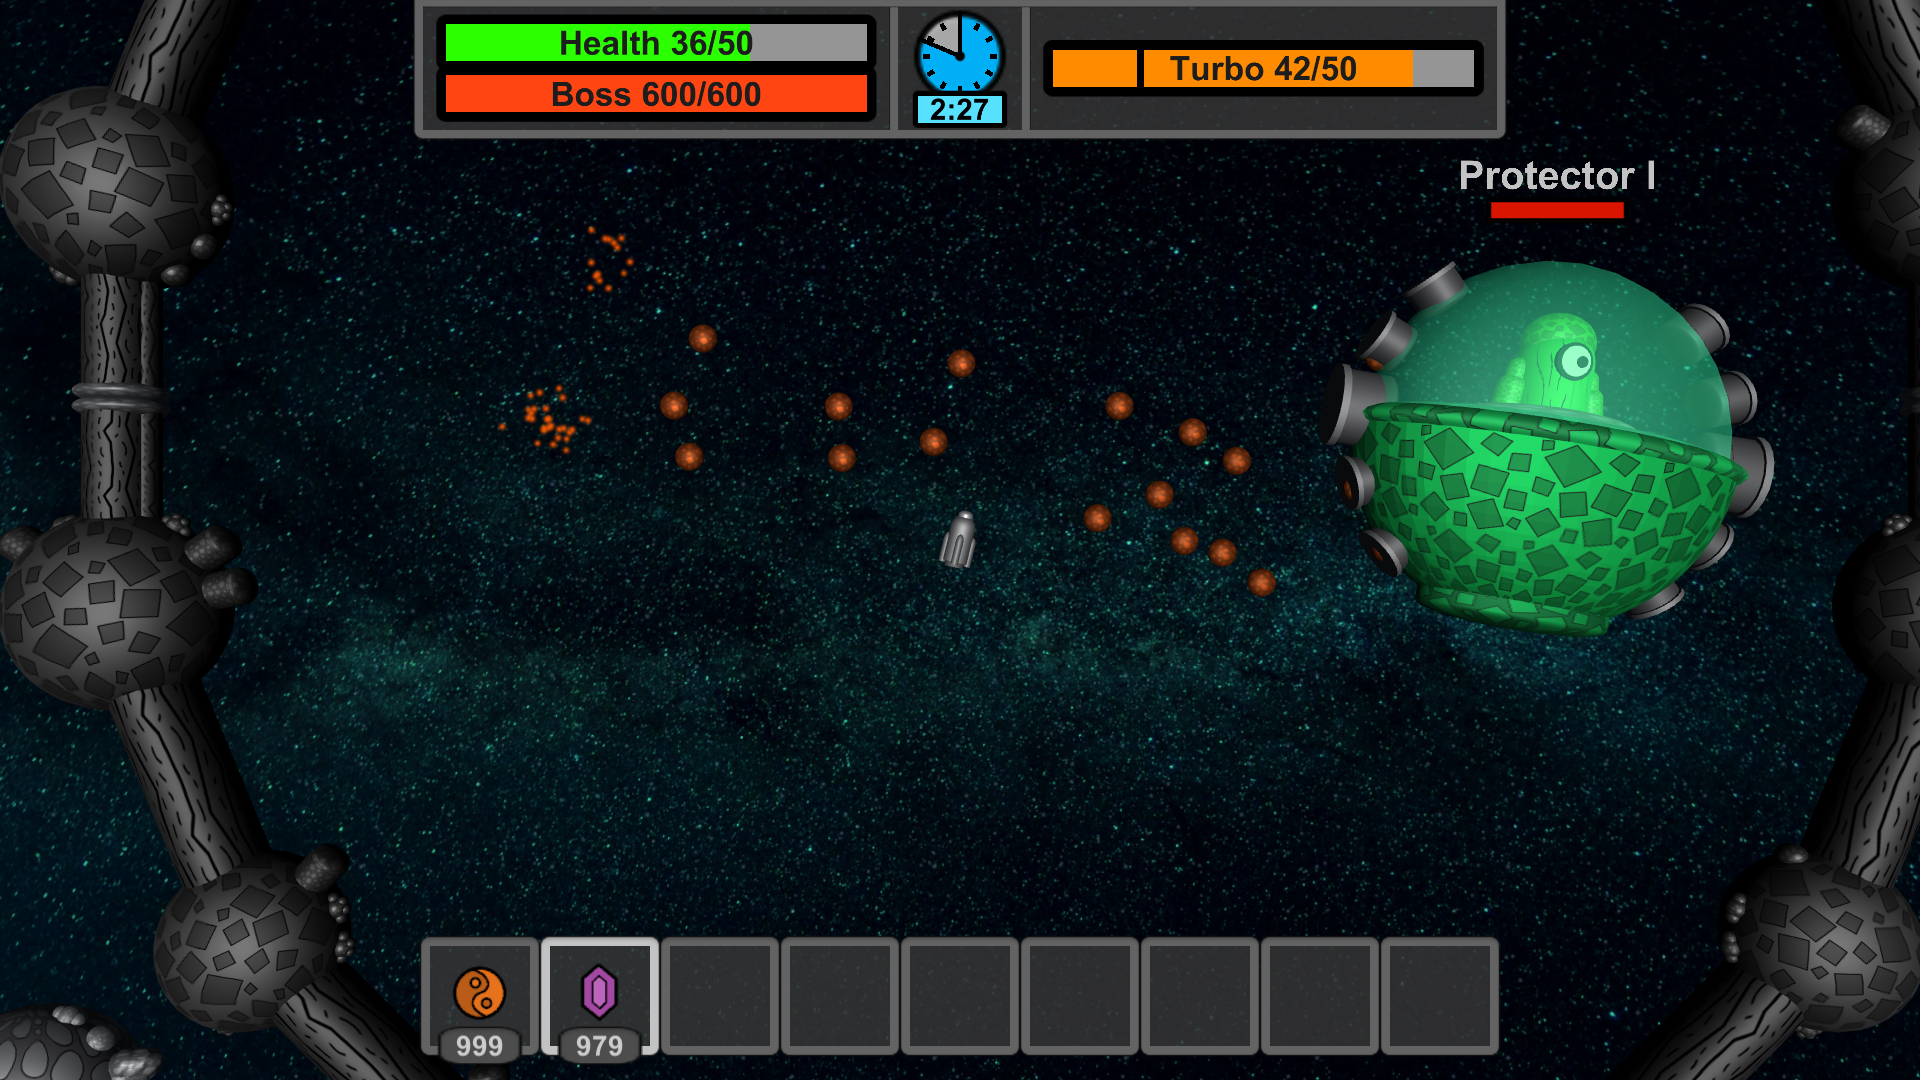 Health 36/50
Boss 600/600
2:27
Turbo 42/50
Protector I
999
979